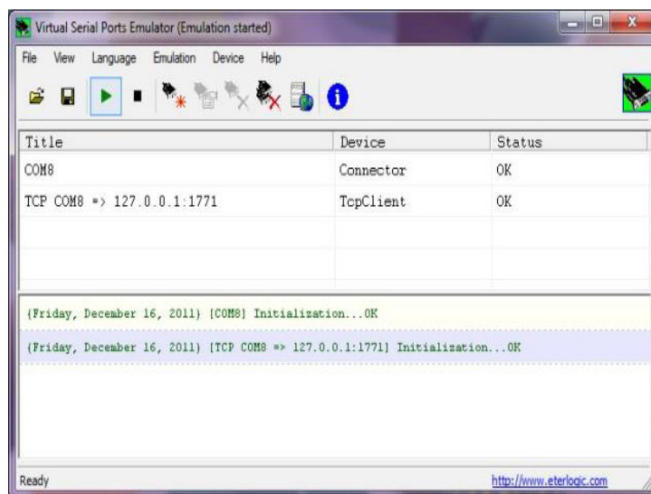 Virtual Serial Ports Emulator (Emulation started)
File View Language Emulation Device Help
Title Device Status
COM8 Connector OK
TCP COM8 => 127.0.0.1:1771 TcpClient OK
(Friday, December 16, 2011) [COM8] Initialization...OK
(Friday, December 16, 2011) [TCP COM8 => 127.0.0.1:1771] Initialization...OK
Ready http://www.eterlogic.com